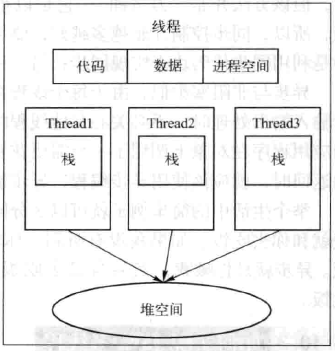 线程
代码 数据 进程空间
Thread1 Thread2 Thread3
栈 栈 栈
堆空间